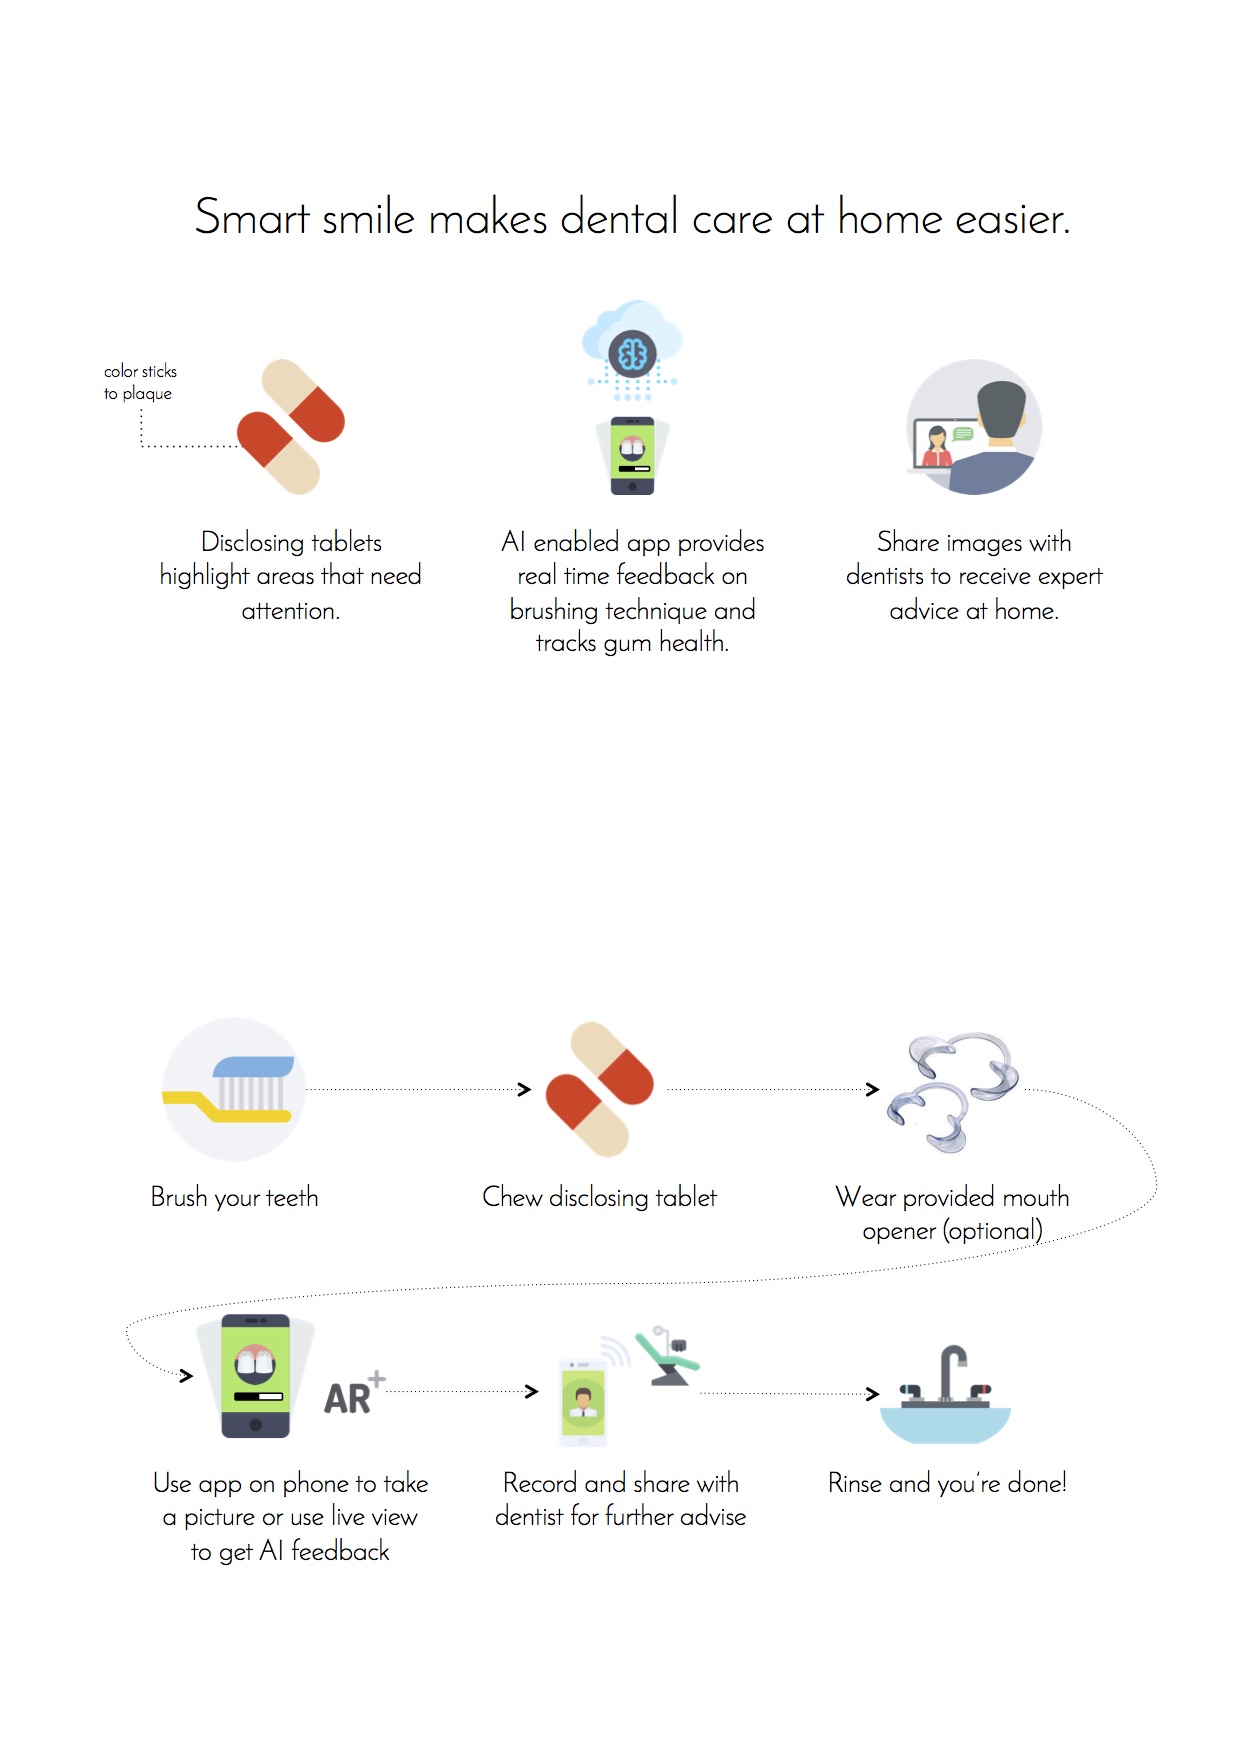 Smart smile makes dental care at home easier.
color sticks
to plaque
Disclosing tablets
highlight areas that need
attention.
AI enabled app provides
real time feedback on
brushing technique and
tracks gum health.
Share images with
dentists to receive expert
advice at home.
Brush your teeth
Chew disclosing tablet
Wear provided mouth
opener (optional)
AR+
Use app on phone to take
a picture or use live view
to get AI feedback
Record and share with
dentist for further advise
Rinse and you're done!